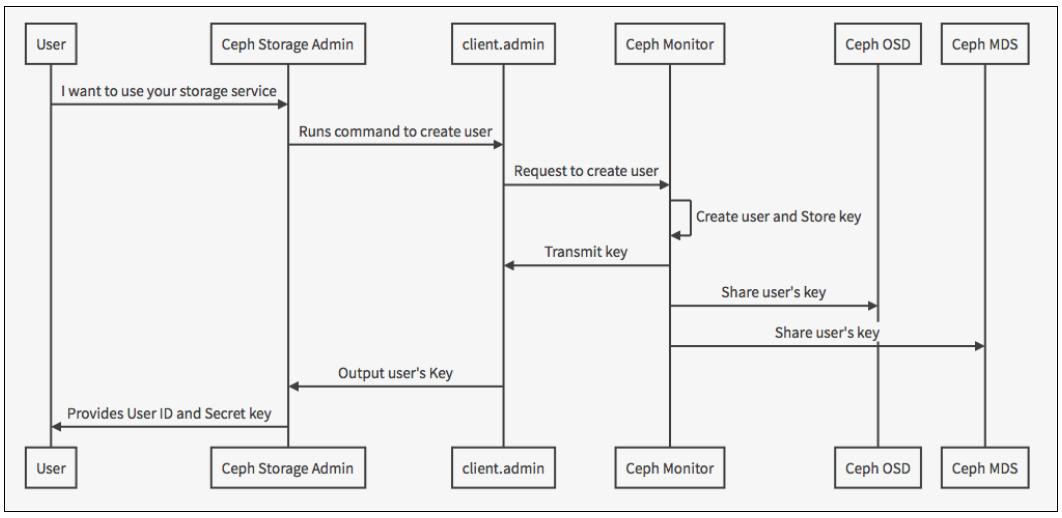 User
Ceph Storage Admin
client.admin
Ceph Monitor
Ceph OSD
Ceph MDS
I want to use your storage service
Runs command to create user
Request to create user
Create user and Store key
Transmit key
Share user's key
Share user's key
Output user's Key
Provides User ID and Secret key
User
Ceph Storage Admin
client.admin
Ceph Monitor
Ceph OSD
Ceph MDS